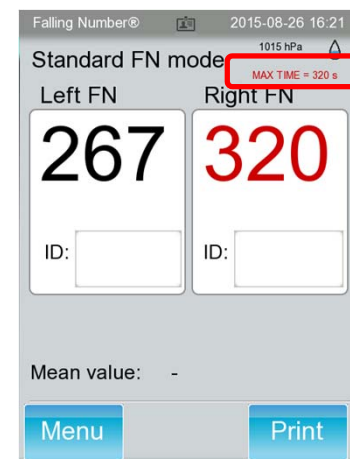 Falling Number® 2015-08-26 16:21
Standard FN mode
1015 hPa
MAX TIME = 320 s
Left FN Right FN
267 320
ID: ID:
Mean value: -
Menu Print